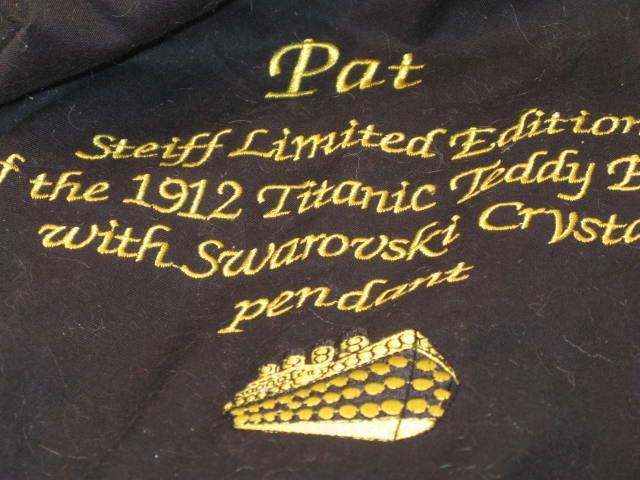 Pat
Steiff Limited Edition
f the 1912 Titanic Teddy B
with Swarovski Crysta
pendant